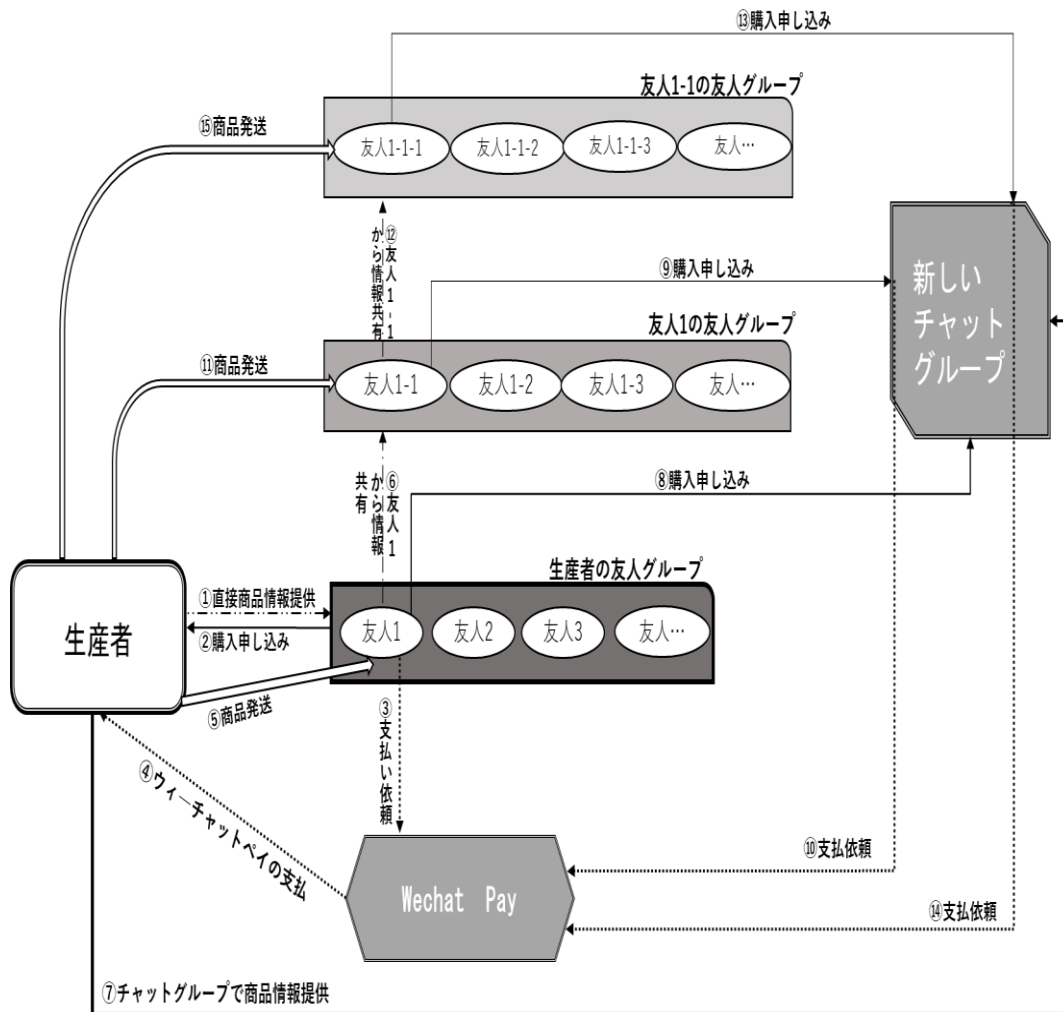 ⑬購入申し込み
友人1-1の友人グループ
⑮商品発送
友人1-1-1
友人1-1-2
友人1-1-3
友人…
⑫友人1-1
から情報共有
⑨購入申し込み
新しい
チャット
グループ
友人1の友人グループ
⑪商品発送
友人1-1
友人1-2
友人1-3
友人…
⑥友人1
から情報
共有
⑧購入申し込み
生産者の友人グループ
生産者
①直接商品情報提供
②購入申し込み
友人1
友人2
友人3
友人…
⑤商品発送
③支払い依頼
④ウィーチャットペイの支払
Wechat Pay
⑩支払依頼
⑭支払依頼
⑦チャットグループで商品情報提供